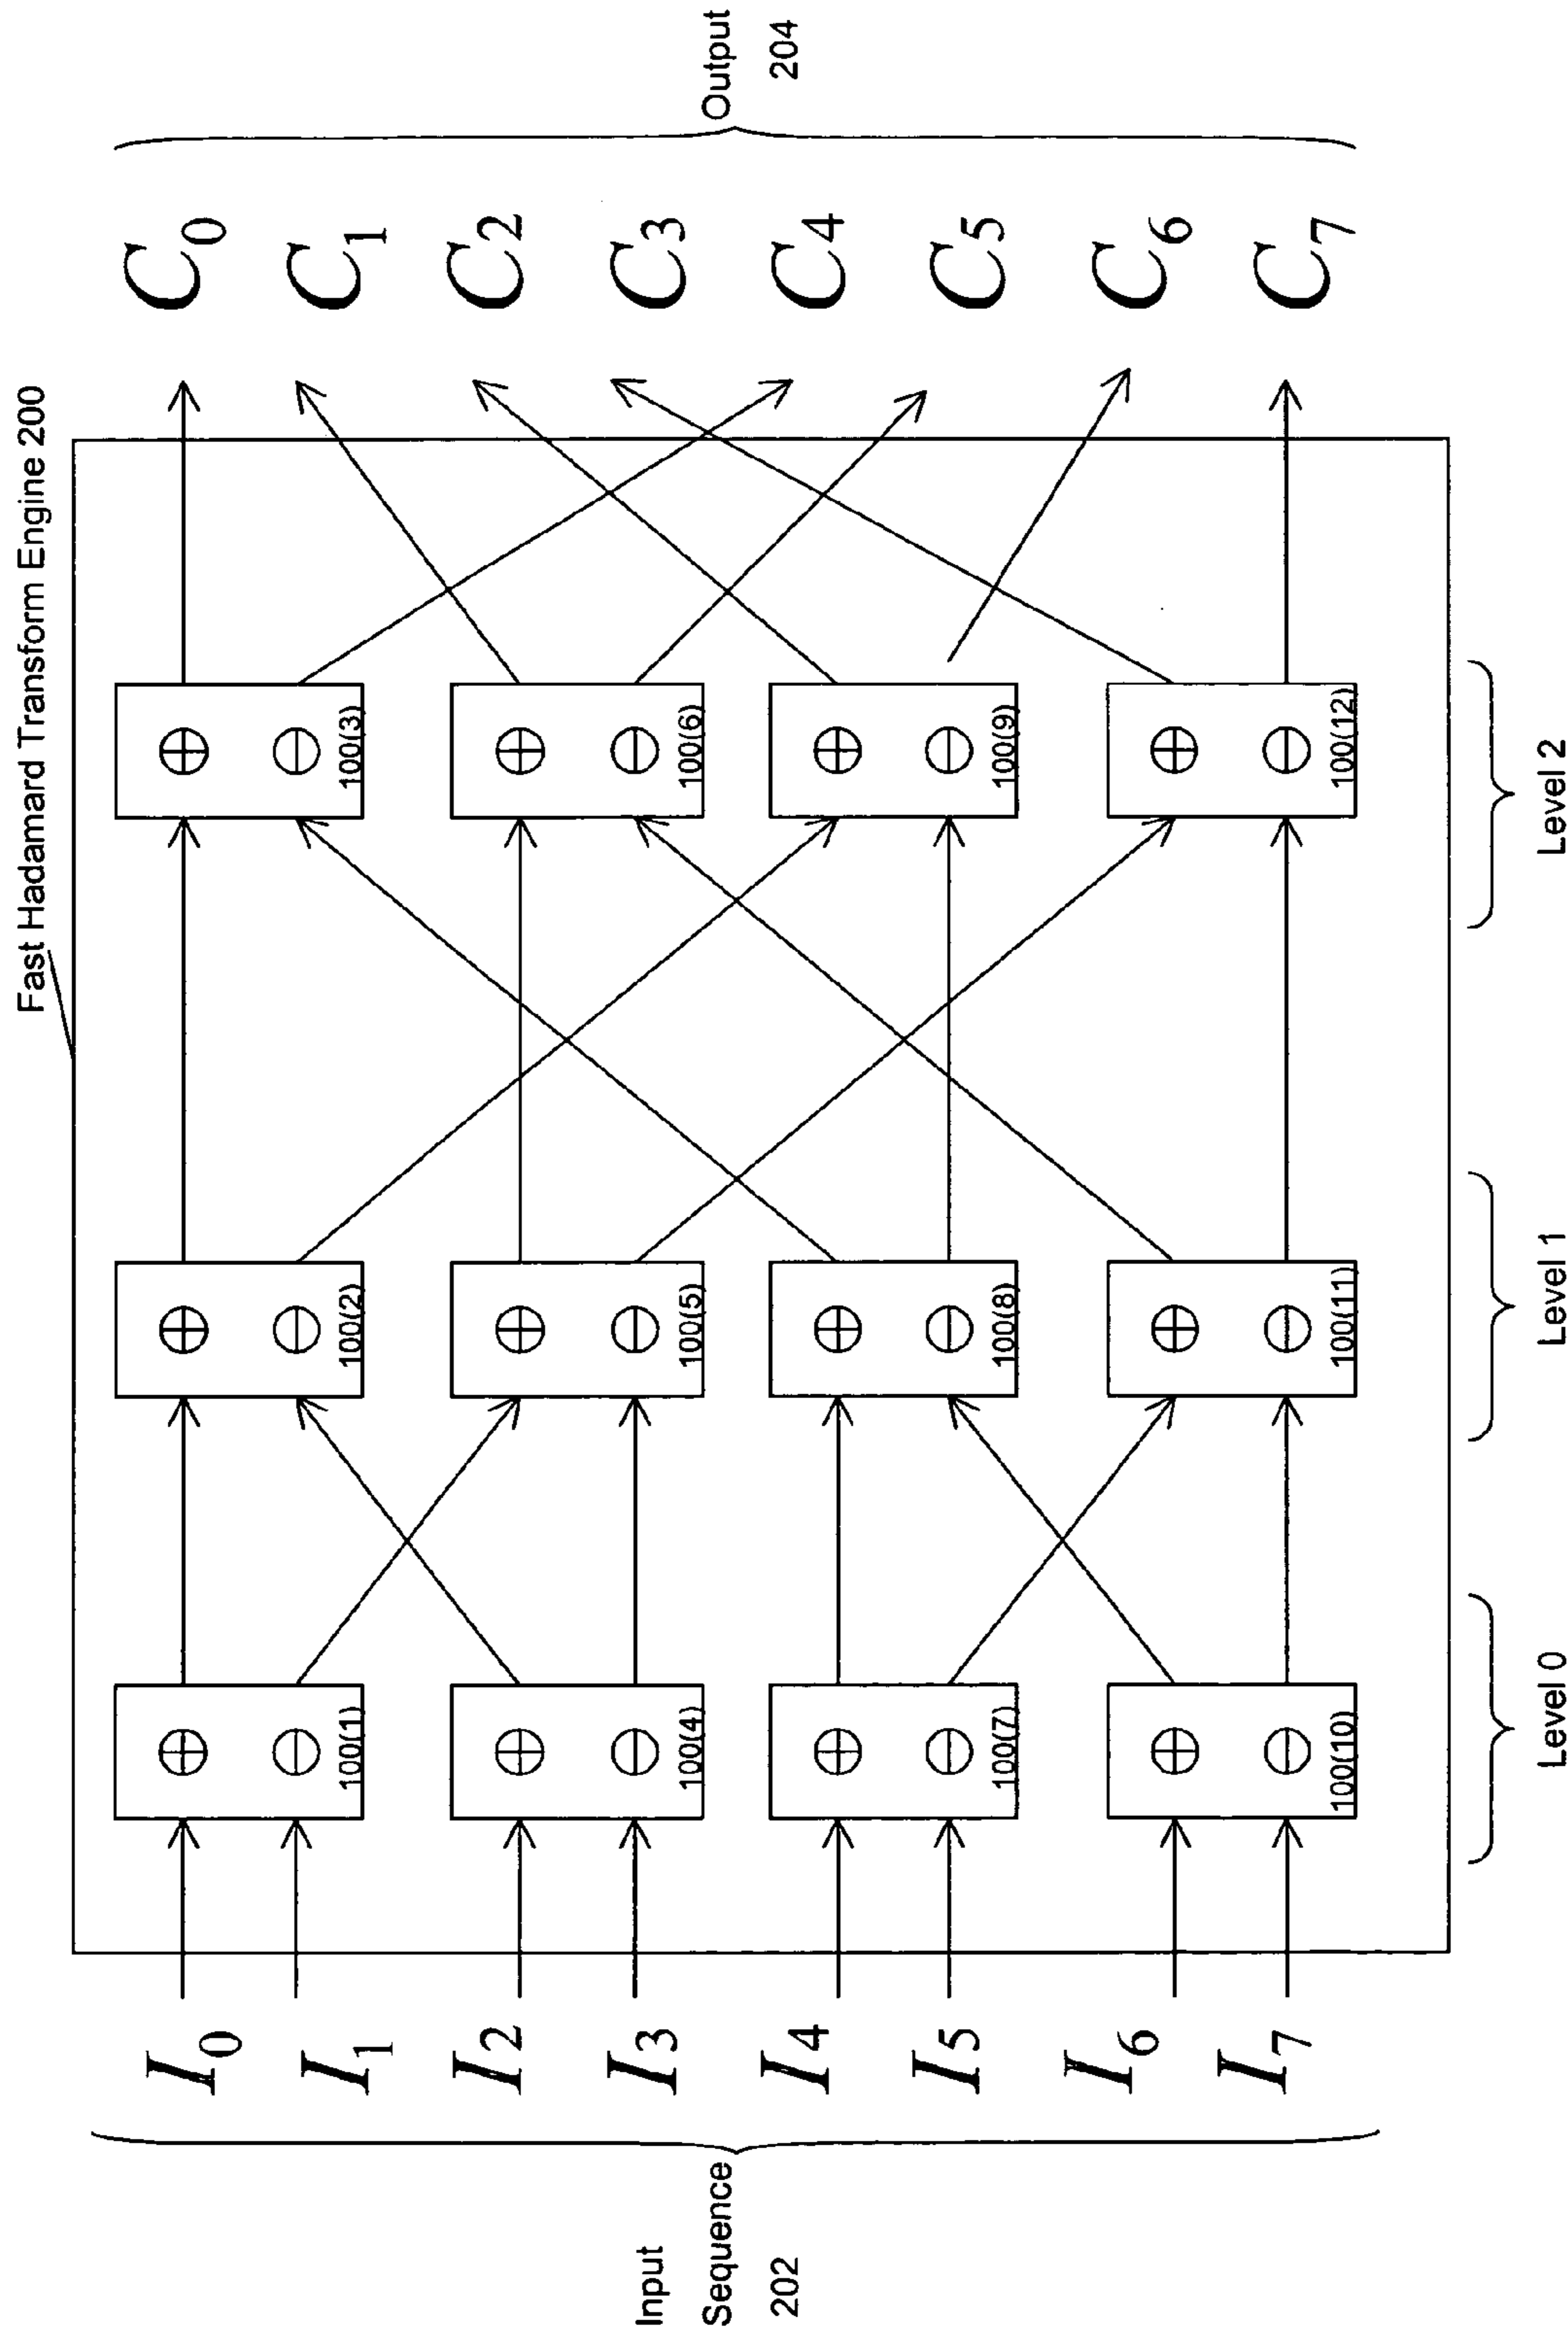 Fast Hadamard Transform Engine 200
Input
Sequence
202
I0
I1
I2
I3
I4
I5
I6
I7
100(1)
100(4)
100(7)
100(10)
100(2)
100(5)
100(8)
100(11)
100(3)
100(6)
100(9)
100(12)
C0
C1
C2
C3
C4
C5
C6
C7
Output
204
Level 0
Level 1
Level 2